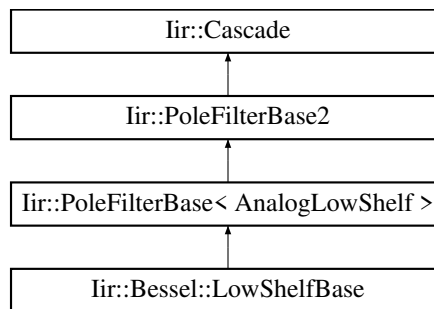 Iir::Cascade
Iir::PoleFilterBase2
Iir::PoleFilterBase< AnalogLowShelf >
Iir::Bessel::LowShelfBase